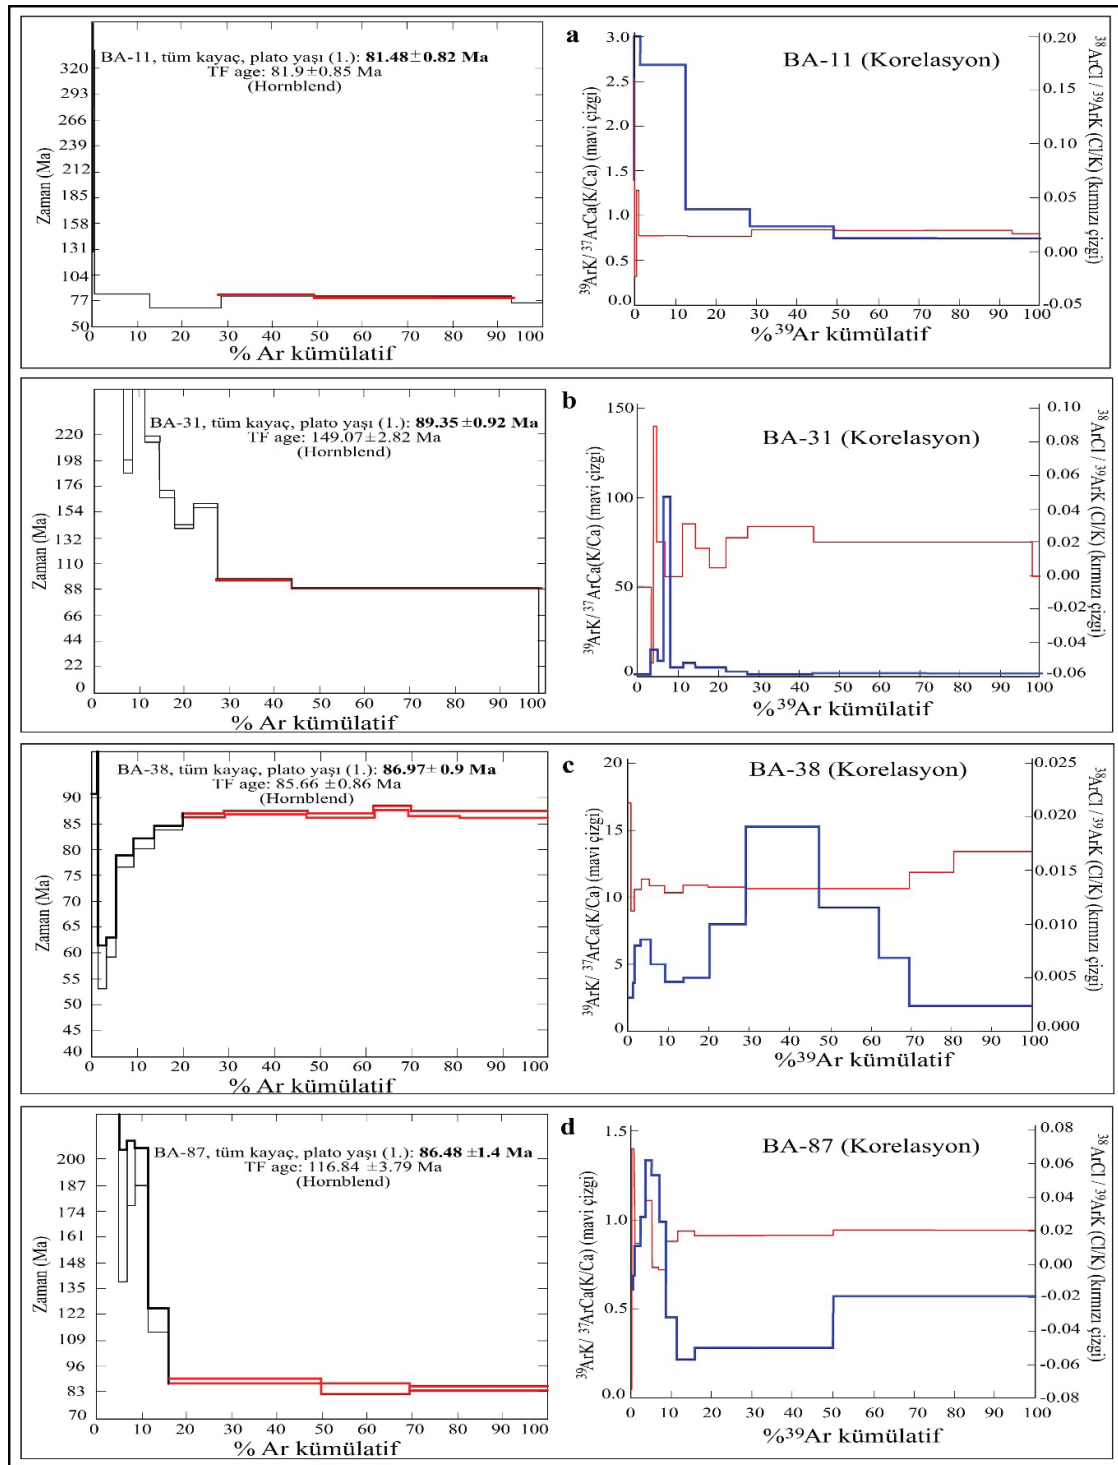 a
BA-11, tüm kayaç, plato yaşı (1.): 81.48±0.82 Ma
TF age: 81.9±0.85 Ma
(Hornblend)
Zaman (Ma)
320
293
266
239
212
185
158
131
104
77
50
0 10 20 30 40 50 60 70 80 90 100
% Ar kümülatif
BA-11 (Korelasyon)
39ArK/ 37ArCa(K/Ca) (mavi çizgi)
3.0
2.5
2.0
1.5
1.0
0.5
0.0
0 10 20 30 40 50 60 70 80 90 100
%39Ar kümülatif
0.20
0.15
0.10
0.05
0.00
-0.05
38ArCl / 39ArK (Cl/K) (kırmızı çizgi)
b
BA-31, tüm kayaç, plato yaşı (1.): 89.35±0.92 Ma
TF age: 149.07±2.82 Ma
(Hornblend)
Zaman (Ma)
220
198
176
154
132
110
88
66
44
22
0
0 10 20 30 40 50 60 70 80 90 100
% Ar kümülatif
BA-31 (Korelasyon)
39ArK/ 37ArCa(K/Ca) (mavi çizgi)
150
100
50
0
0 10 20 30 40 50 60 70 80 90 100
%39Ar kümülatif
0.10
0.08
0.06
0.04
0.02
0.00
-0.02
-0.04
-0.06
38ArCl / 39ArK (Cl/K) (kırmızı çizgi)
c
BA-38, tüm kayaç, plato yaşı (1.): 86.97± 0.9 Ma
TF age: 85.66 ±0.86 Ma
(Hornblend)
Zaman (Ma)
90
85
80
75
70
65
60
55
50
45
40
0 10 20 30 40 50 60 70 80 90 100
% Ar kümülatif
BA-38 (Korelasyon)
39ArK/ 37ArCa(K/Ca) (mavi çizgi)
20
15
10
5
0
0 10 20 30 40 50 60 70 80 90 100
%39Ar kümülatif
0.025
0.020
0.015
0.010
0.005
0.000
38ArCl / 39ArK (Cl/K) (kırmızı çizgi)
d
BA-87, tüm kayaç, plato yaşı (1.): 86.48 ±1.4 Ma
TF age: 116.84 ±3.79 Ma
(Hornblend)
Zaman (Ma)
200
187
174
161
148
135
122
109
96
83
70
0 10 20 30 40 50 60 70 80 90 100
% Ar kümülatif
BA-87 (Korelasyon)
39ArK/ 37ArCa(K/Ca) (mavi çizgi)
1.5
1.0
0.5
0.0
0 10 20 30 40 50 60 70 80 90 100
%39Ar kümülatif
0.08
0.06
0.04
0.02
0.00
-0.02
-0.04
-0.06
-0.08
38ArCl / 39ArK (Cl/K) (kırmızı çizgi)